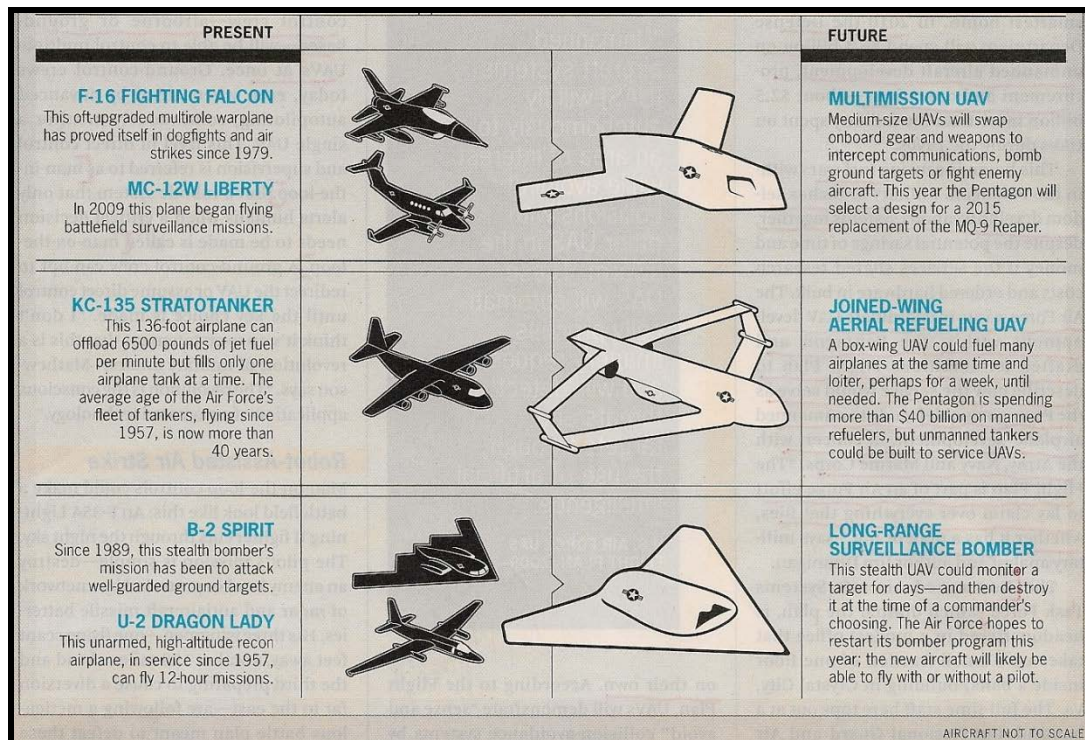 PRESENT
F-16 FIGHTING FALCON
This oft-upgraded multirole warplane
has proved itself in dogfights and air
strikes since 1979.
MC-12W LIBERTY
In 2009 this plane began flying
battlefield surveillance missions.
KC-135 STRATOTANKER
This 136-foot airplane can
offload 6500 pounds of jet fuel
per minute but fills only one
airplane tank at a time. The
average age of the Air Force's
fleet of tankers, flying since
1957, is now more than
40 years.
B-2 SPIRIT
Since 1989, this stealth bomber's
mission has been to attack
well-guarded ground targets.
U-2 DRAGON LADY
This unarmed, high-altitude recon
airplane, in service since 1957,
can fly 12-hour missions.
FUTURE
MULTIMISSION UAV
Medium-size UAVs will swap
onboard gear and weapons to
intercept communications, bomb
ground targets or fight enemy
aircraft. This year the Pentagon will
select a design for a 2015
replacement of the MQ-9 Reaper.
JOINED-WING
AERIAL REFUELING UAV
A box-wing UAV could fuel many
airplanes at the same time and
loiter, perhaps for a week, until
needed. The Pentagon is spending
more than $40 billion on manned
refuelers, but unmanned tankers
could be built to service UAVs.
LONG-RANGE
SURVEILLANCE BOMBER
This stealth UAV could monitor a
target for days—and then destroy
it at the time of a commander's
choosing. The Air Force hopes to
restart its bomber program this
year; the new aircraft will likely be
able to fly with or without a pilot.
AIRCRAFT NOT TO SCALE